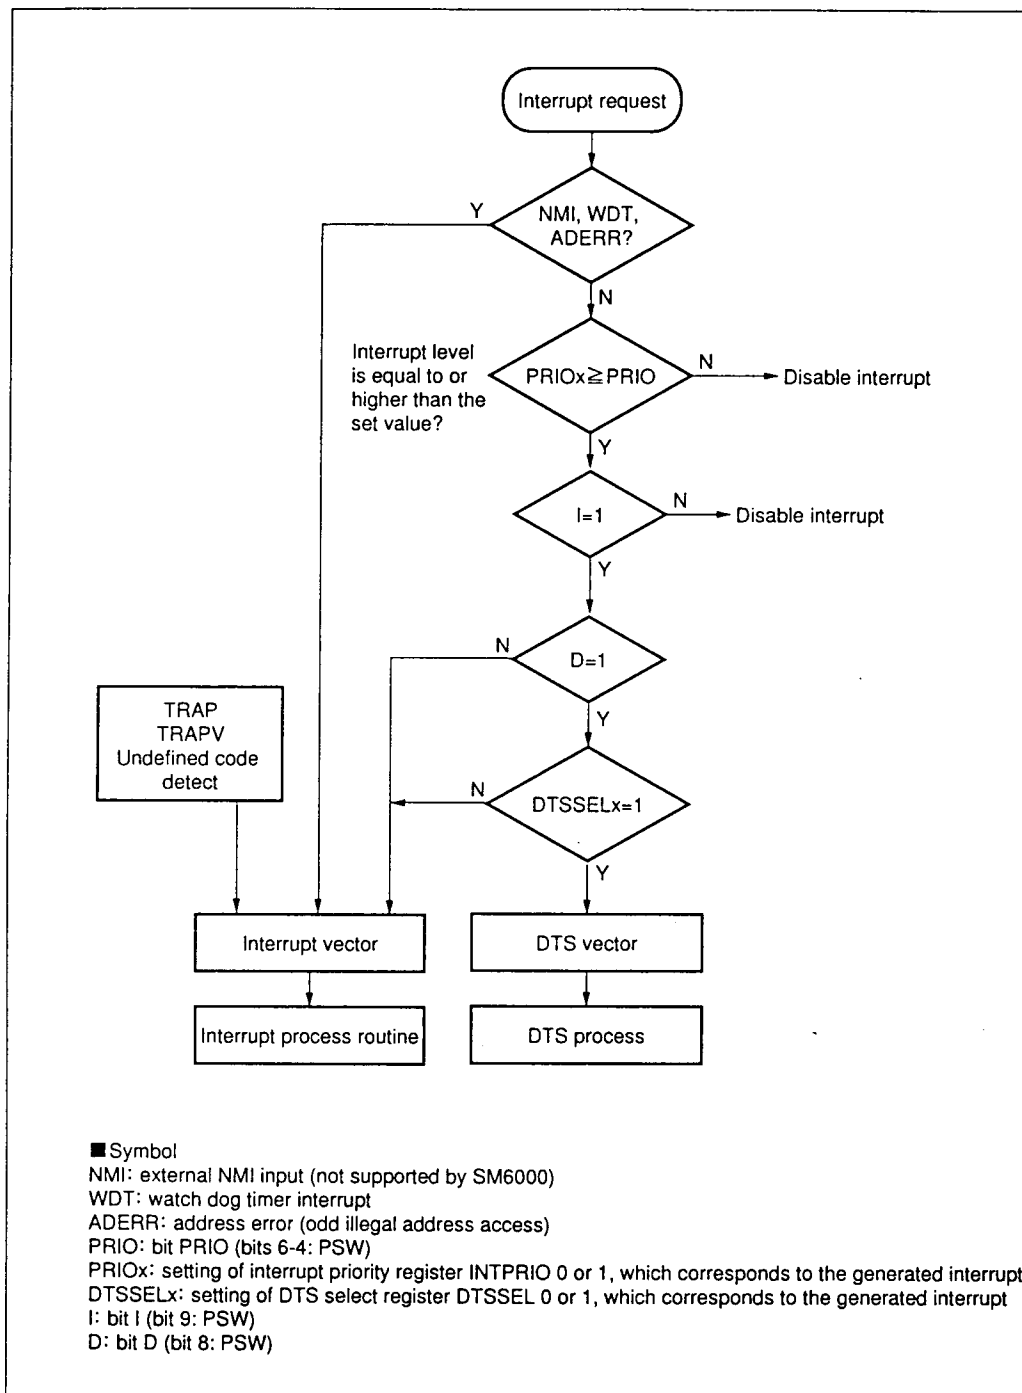 Interrupt request
Y
NMI, WDT,
ADERR?
N
Interrupt level
is equal to or
higher than the
set value?
PRIOx≧PRIO
N
Disable interrupt
Y
I=1
N
Disable interrupt
Y
N
D=1
Y
TRAP
TRAPV
Undefined code
detect
N
DTSSELx=1
Y
Interrupt vector
DTS vector
Interrupt process routine
DTS process
■Symbol
NMI: external NMI input (not supported by SM6000)
WDT: watch dog timer interrupt
ADERR: address error (odd illegal address access)
PRIO: bit PRIO (bits 6-4: PSW)
PRIOx: setting of interrupt priority register INTPRIO 0 or 1, which corresponds to the generated interrupt
DTSSELx: setting of DTS select register DTSSEL 0 or 1, which corresponds to the generated interrupt
I: bit I (bit 9: PSW)
D: bit D (bit 8: PSW)